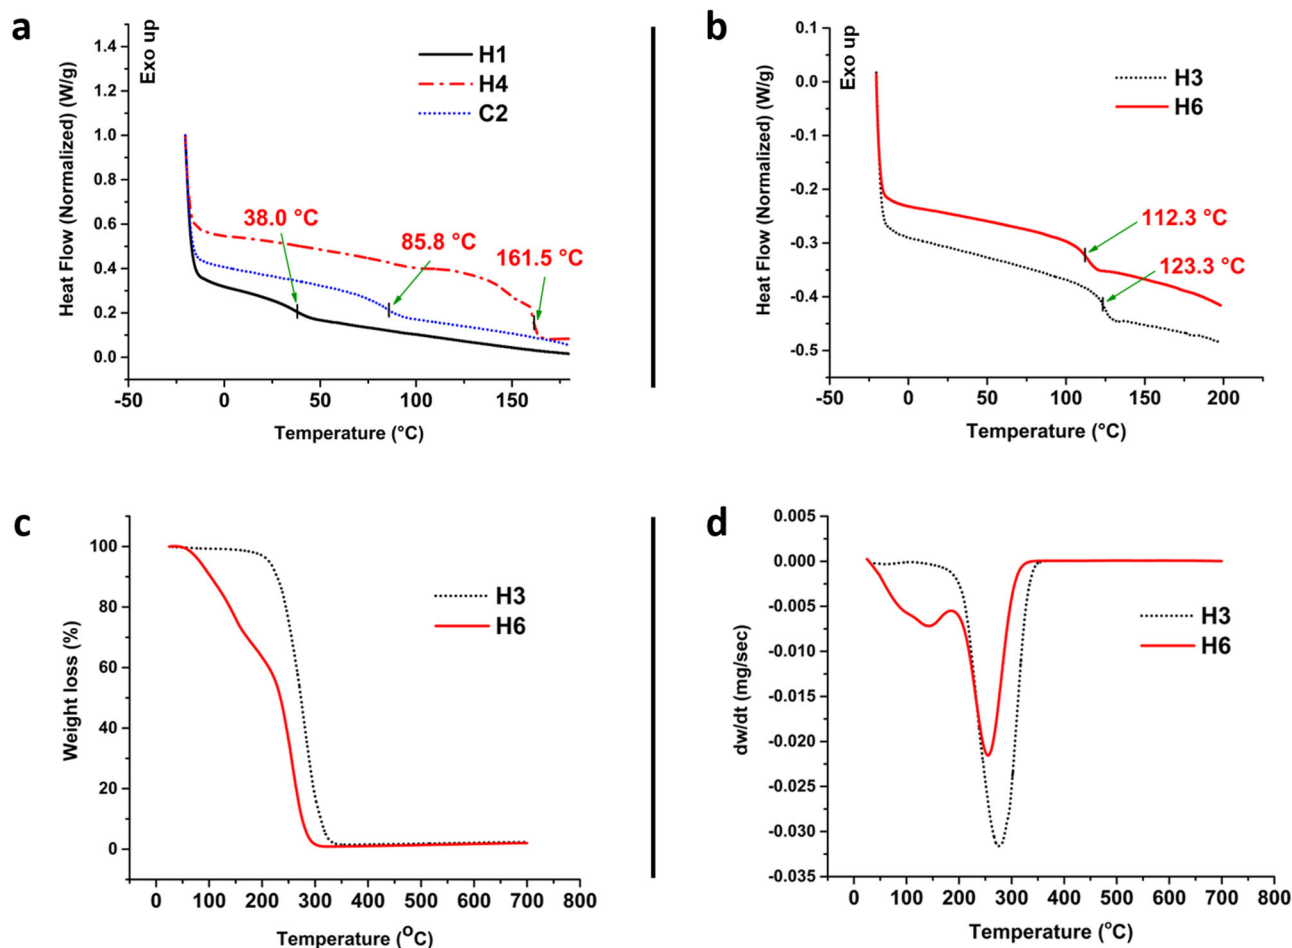 a
Exo up
H1
H4
C2
1.4
1.2
1.0
0.8
0.6
0.4
0.2
0.0
Heat Flow (Normalized) (W/g)
38.0 °C
85.8 °C
161.5 °C
-50
0
50
100
150
Temperature (°C)
b
Exo up
H3
H6
0.1
0.0
-0.1
-0.2
-0.3
-0.4
-0.5
Heat Flow (Normalized) (W/g)
112.3 °C
123.3 °C
-50
0
50
100
150
200
Temperature (°C)
c
H3
H6
100
80
60
40
20
0
Weight loss (%)
0
100
200
300
400
500
600
700
800
Temperature (°C)
d
H3
H6
0.005
0.000
-0.005
-0.010
-0.015
-0.020
-0.025
-0.030
-0.035
dw/dt (mg/sec)
0
100
200
300
400
500
600
700
800
Temperature (°C)